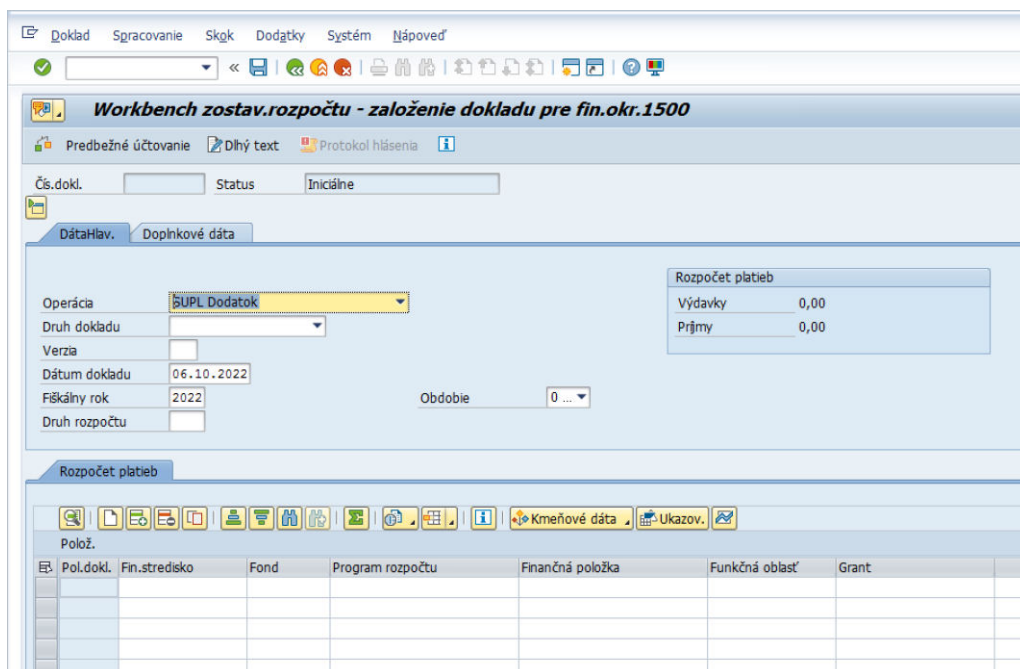 Doklad Spracovanie Skok Dodatky Systém Nápoveď
Workbench zostav.rozpočtu - založenie dokladu pre fin.okr.1500
Predbežné účtovanie Dlhý text Protokol hlásenia
Čís.dokl. Status Iniciálne
DátaHlav. Doplnkové dáta
Rozpočet platieb
Operácia SUPL Dodatok Výdavky 0,00
Druh dokladu Príjmy 0,00
Verzia
Dátum dokladu 06.10.2022
Fiškálny rok 2022 Obdobie 0 ...
Druh rozpočtu
Rozpočet platieb
Kmeňové dáta Ukazov.
Polož.
Pol.dokl. Fin.stredisko Fond Program rozpočtu Finančná položka Funkčná oblasť Grant